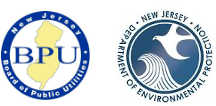 New Jersey
BPU
Board of Public Utilities
• NEW JERSEY •
DEPARTMENT OF ENVIRONMENTAL PROTECTION